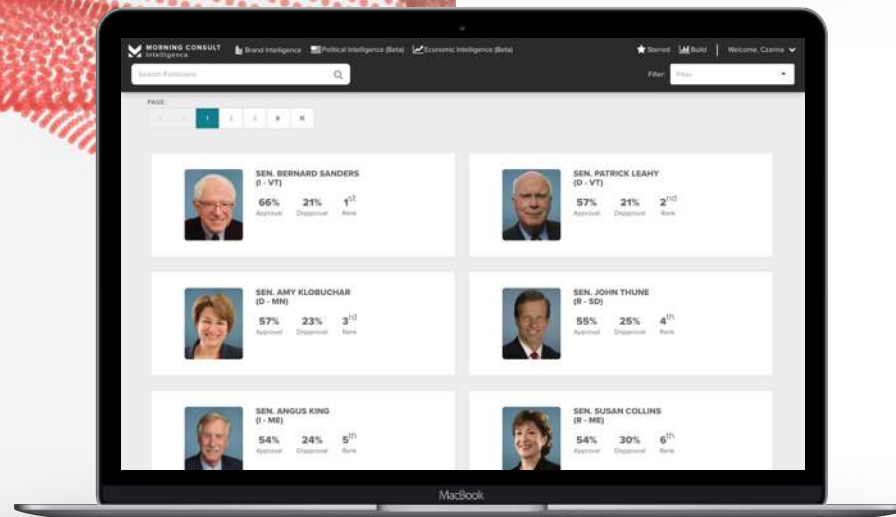 MORNING CONSULT
Intelligence
Brand Intelligence
Political Intelligence (Beta)
Economic Intelligence (Beta)
Starred
Build
Welcome, Czarina
Search Politicians
Filter:
PAGE:
1 2 3
SEN. BERNARD SANDERS
(I - VT)
66% 21% 1st
Approval Disapproval Rank
SEN. PATRICK LEAHY
(D - VT)
57% 21% 2nd
Approval Disapproval Rank
SEN. AMY KLOBUCHAR
(D - MN)
57% 23% 3rd
Approval Disapproval Rank
SEN. JOHN THUNE
(R - SD)
55% 25% 4th
Approval Disapproval Rank
SEN. ANGUS KING
(I - ME)
54% 24% 5th
Approval Disapproval Rank
SEN. SUSAN COLLINS
(R - ME)
54% 30% 6th
Approval Disapproval Rank
MacBook